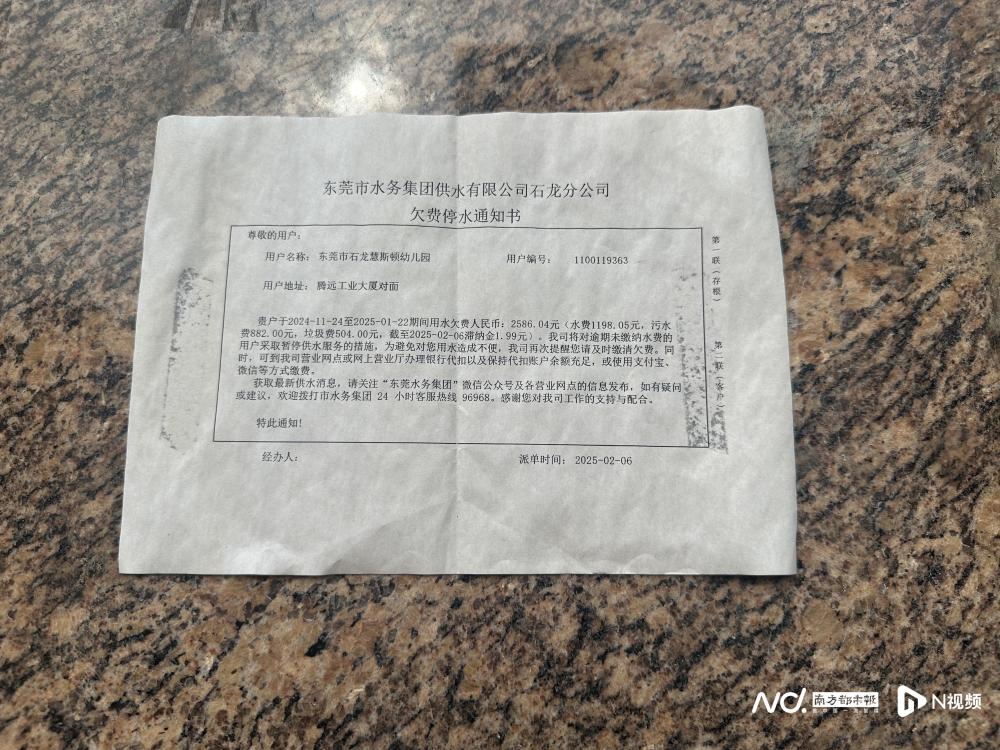 东莞市水务集团供水有限公司石龙分公司
欠费停水通知书
尊敬的用户:
用户名称: 东莞市石龙慧斯顿幼儿园 用户编号: 1100119363
用户地址: 腾远工业大厦对面
贵户于2024-11-24至2025-01-22期间用水欠费人民币: 2586.04元(水费1198.05元, 污水
费882.00元, 垃圾费504.00元, 截至2025-02-06滞纳金1.99元)。我司将对逾期未缴纳水费的
用户采取暂停供水服务的措施, 为避免对您用水造成不便, 我司再次提醒您请及时缴清欠费。同
时, 可到我司营业网点或网上营业厅办理银行代扣以及保持代扣账户余额充足, 或使用支付宝、
微信等方式缴费。
获取最新供水消息, 请关注“东莞水务集团”微信公众号及各营业网点的信息发布, 如有疑问
或建议, 欢迎拨打市水务集团 24 小时客服热线 96968。感谢您对我司工作的支持与配合。
特此通知!
经办人: 派单时间: 2025-02-06
第一联(存根)
第二联(客户)
ND. 南方都市报
N视频